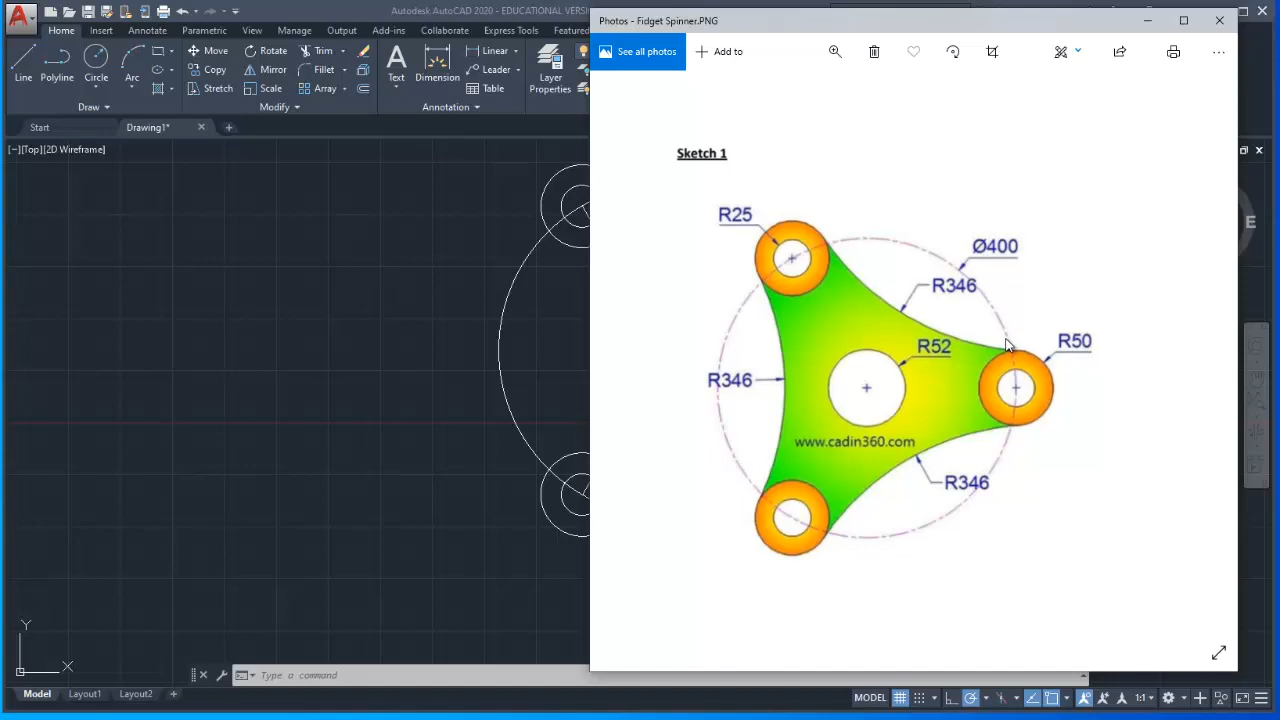 Autodesk AutoCAD 2020 - EDUCATIONAL VERSI
Home Insert Annotate Parametric View Manage Output Add-ins Collaborate Express Tools Featured
Line Polyline Circle Arc
Move Rotate Trim
Copy Mirror Fillet
Stretch Scale Array
Text Dimension
Linear
Leader
Table
Layer
Properties
Draw Modify Annotation
Start Drawing1*
[−][Top][2D Wireframe]
Photos - Fidget Spinner.PNG
See all photos Add to
Sketch 1
R25
Ø400
R346
R52
R50
R346
www.cadin360.com
R346
E
Y
X
Type a command
Model Layout1 Layout2
MODEL 1:1